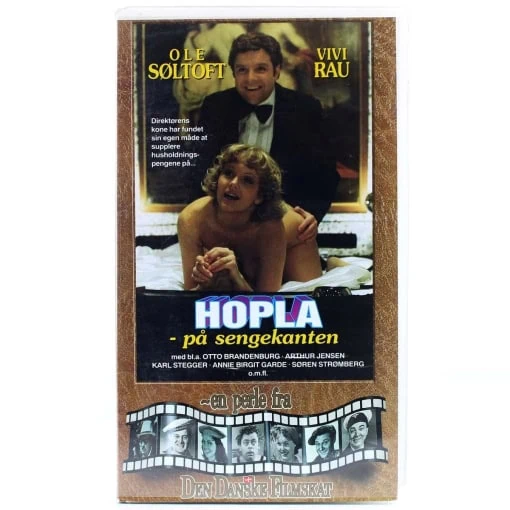 OLE
SØLTOFT
VIVI
RAU
Direktørens
kone har fundet
sin egen måde at
supplere
husholdnings-
pengene på...
HOPLA
- på sengekanten
med bl.a. OTTO BRANDENBURG - ARTHUR JENSEN
KARL STEGGER - ANNIE BIRGIT GARDE - SØREN STRØMBERG
o.m.fl.
~en perle fra
DEN DANSKE FILMSKAT